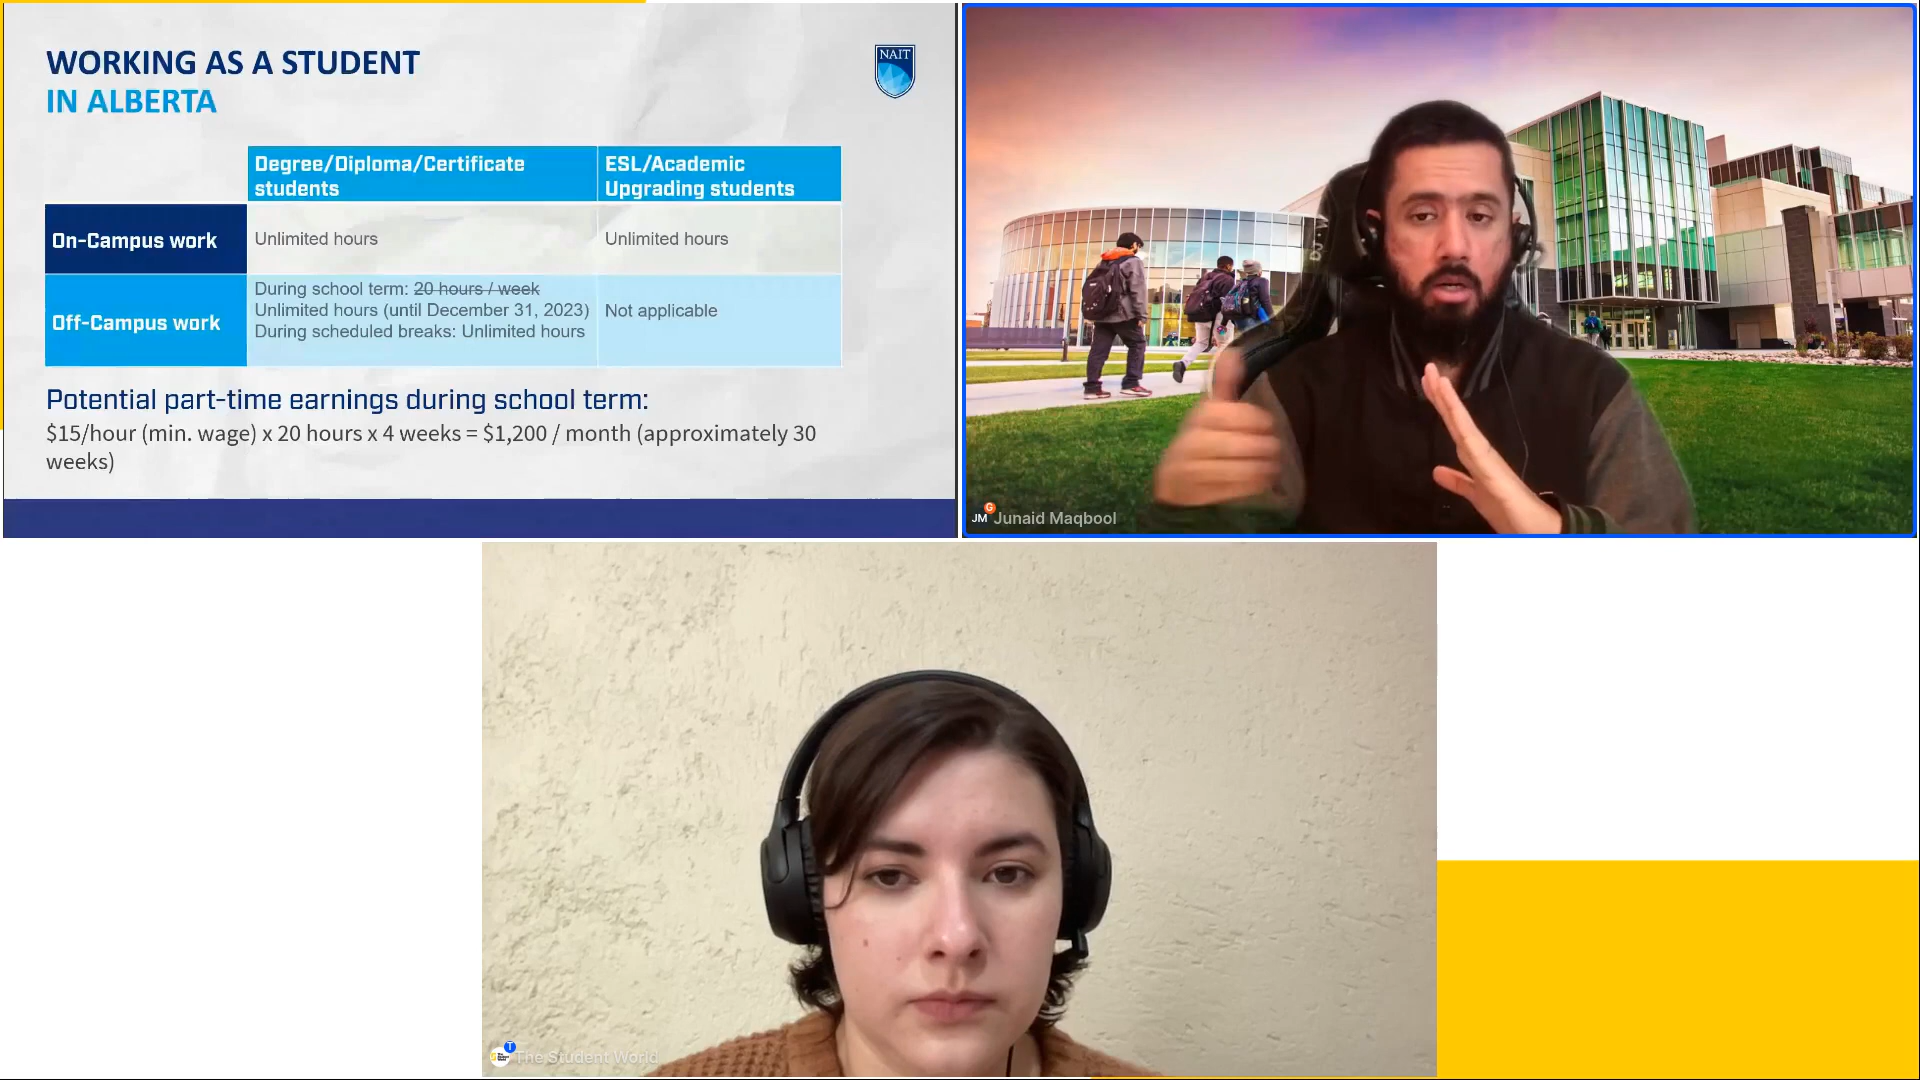 WORKING AS A STUDENT
IN ALBERTA
NAIT
Degree/Diploma/Certificate
students
ESL/Academic
Upgrading students
On-Campus work
Unlimited hours
Unlimited hours
Off-Campus work
During school term: 20 hours / week
Unlimited hours (until December 31, 2023)
During scheduled breaks: Unlimited hours
Not applicable
Potential part-time earnings during school term:
$15/hour (min. wage) x 20 hours x 4 weeks = $1,200 / month (approximately 30
weeks)
JM
G
Junaid Maqbool
T
The Student World